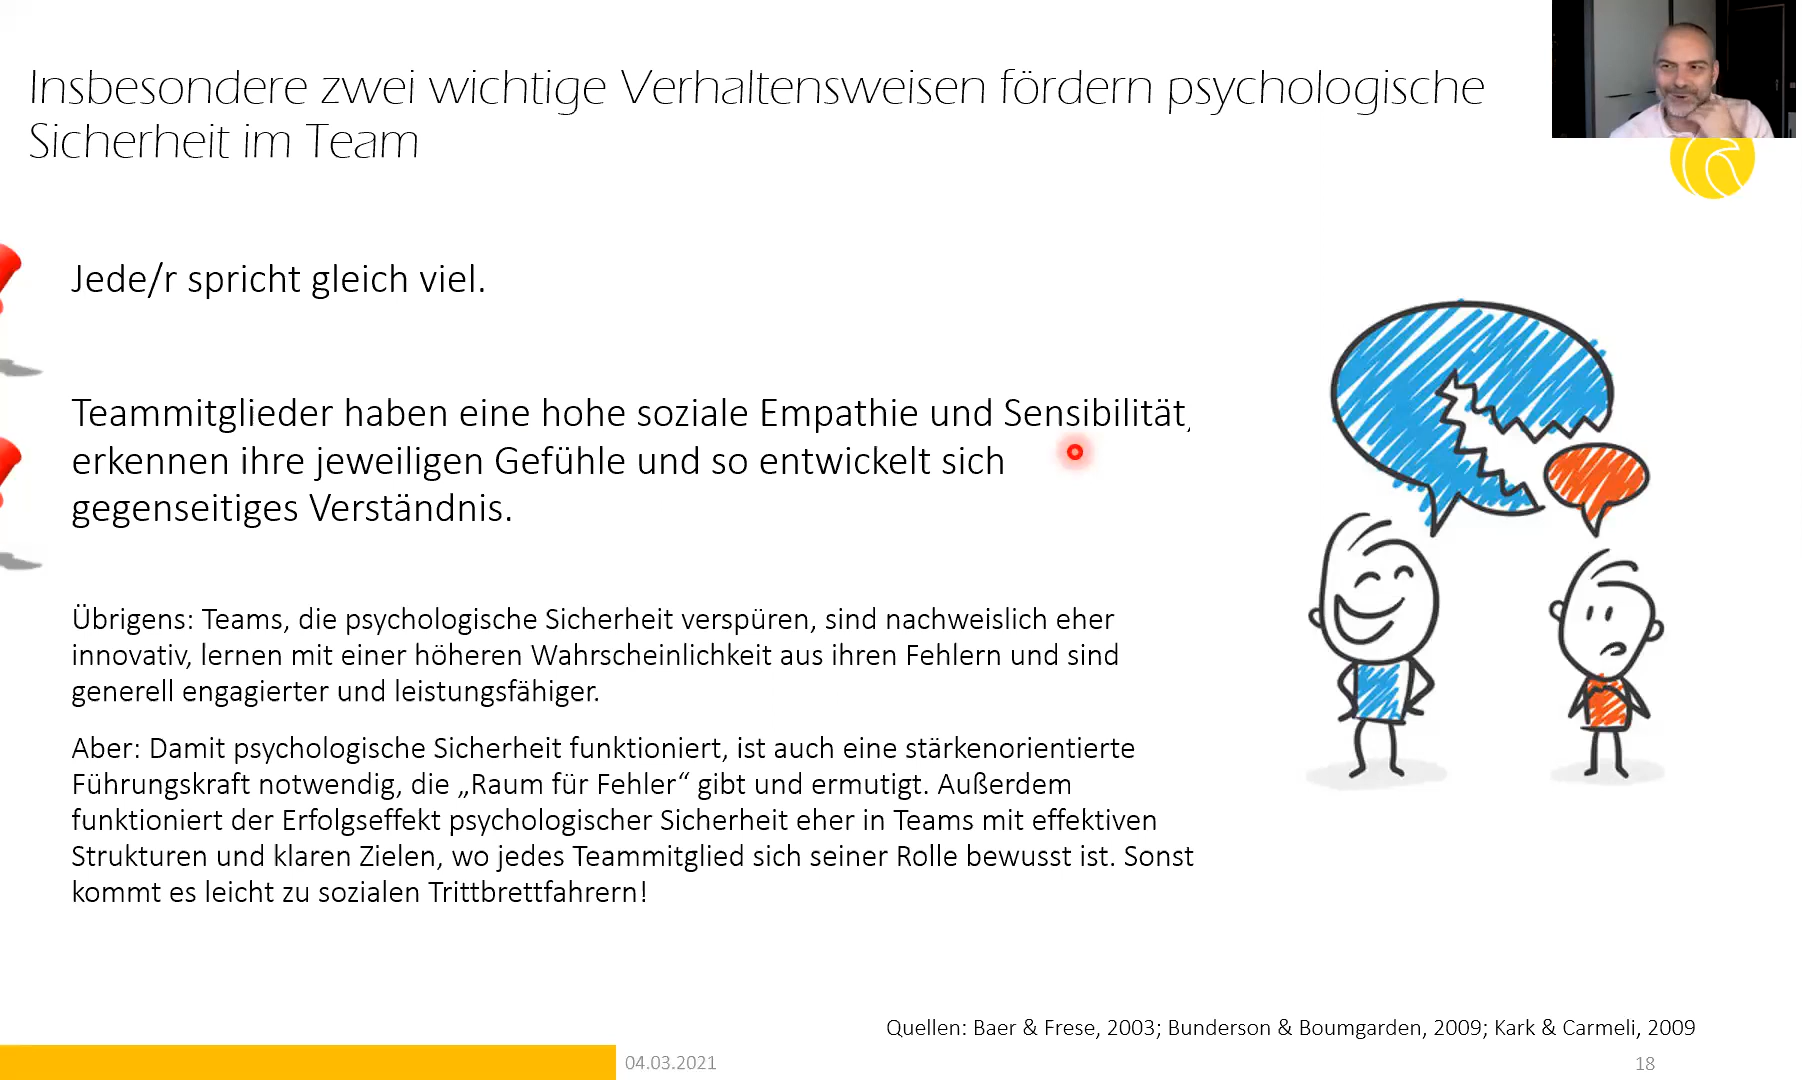 Insbesondere zwei wichtige Verhaltensweisen fördern psychologische
Sicherheit im Team
Jede/r spricht gleich viel.
Teammitglieder haben eine hohe soziale Empathie und Sensibilität,
erkennen ihre jeweiligen Gefühle und so entwickelt sich
gegenseitiges Verständnis.
Übrigens: Teams, die psychologische Sicherheit verspüren, sind nachweislich eher
innovativ, lernen mit einer höheren Wahrscheinlichkeit aus ihren Fehlern und sind
generell engagierter und leistungsfähiger.
Aber: Damit psychologische Sicherheit funktioniert, ist auch eine stärkenorientierte
Führungskraft notwendig, die „Raum für Fehler“ gibt und ermutigt. Außerdem
funktioniert der Erfolgseffekt psychologischer Sicherheit eher in Teams mit effektiven
Strukturen und klaren Zielen, wo jedes Teammitglied sich seiner Rolle bewusst ist. Sonst
kommt es leicht zu sozialen Trittbrettfahrern!
Quellen: Baer & Frese, 2003; Bunderson & Boumgarden, 2009; Kark & Carmeli, 2009
04.03.2021
18